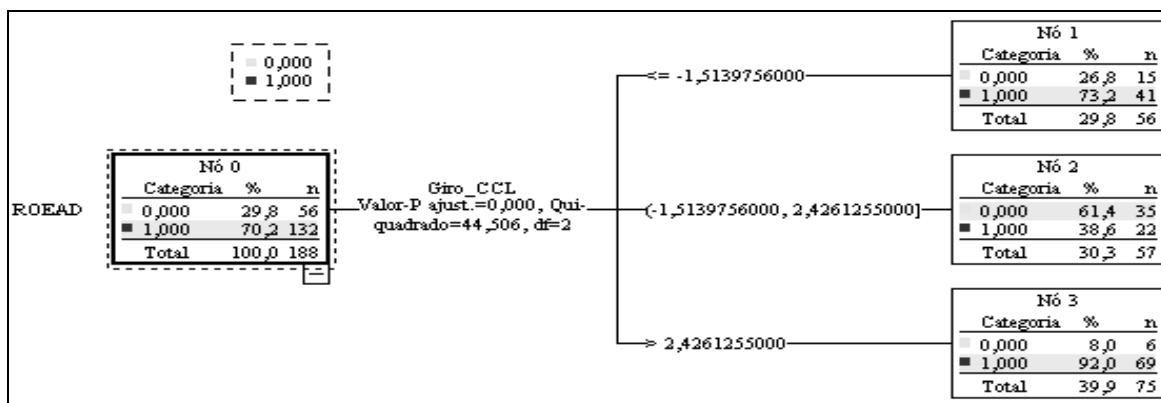 0,000
1,000
ROEAD
Nó 0
Categoria % n
0,000 29,8 56
1,000 70,2 132
Total 100,0 188
Giro_CCL
Valor-P ajust.=0,000, Qui-
quadrado=44,506, df=2
<= -1,5139756000
Nó 1
Categoria % n
0,000 26,8 15
1,000 73,2 41
Total 29,8 56
(-1,5139756000, 2,4261255000]
Nó 2
Categoria % n
0,000 61,4 35
1,000 38,6 22
Total 30,3 57
> 2,4261255000
Nó 3
Categoria % n
0,000 8,0 6
1,000 92,0 69
Total 39,9 75